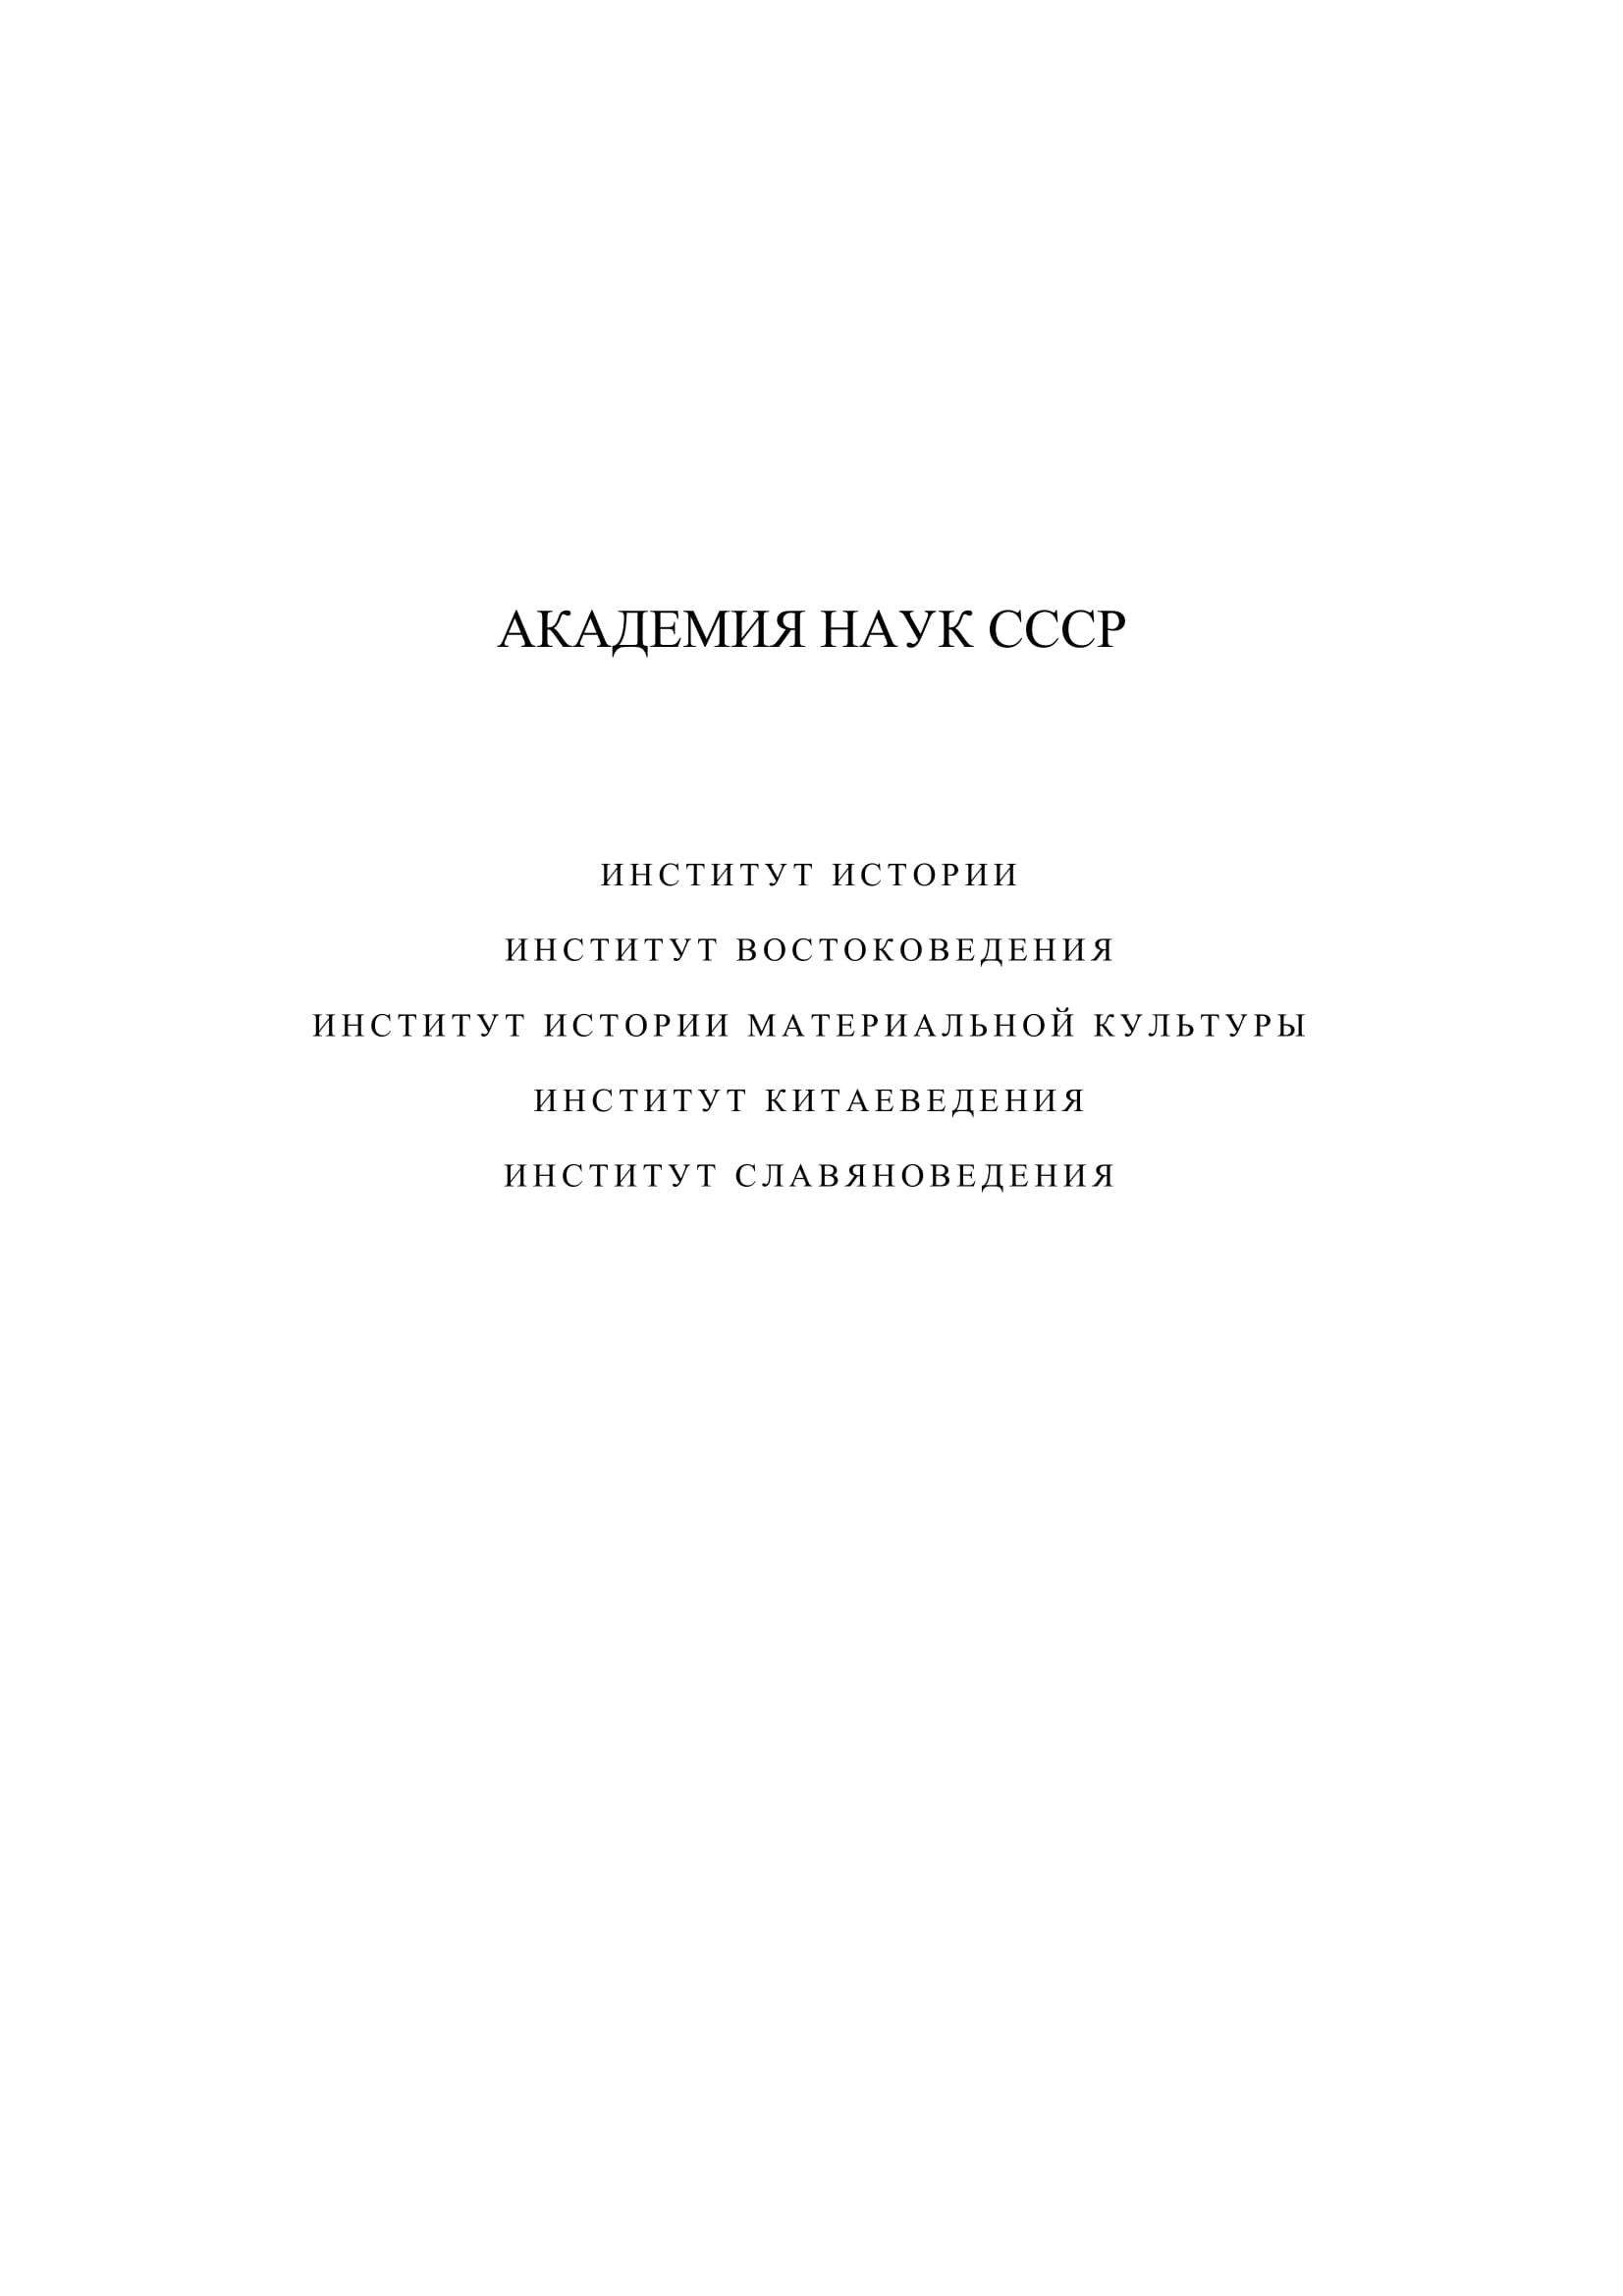 АКАДЕМИЯ НАУК СССР
ИНСТИТУТ ИСТОРИИ
ИНСТИТУТ ВОСТОКОВЕДЕНИЯ
ИНСТИТУТ ИСТОРИИ МАТЕРИАЛЬНОЙ КУЛЬТУРЫ
ИНСТИТУТ КИТАЕВЕДЕНИЯ
ИНСТИТУТ СЛАВЯНОВЕДЕНИЯ